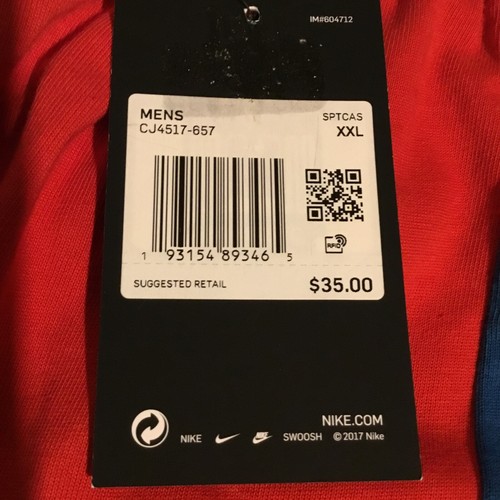 IM#604712
MENS SPTCAS
CJ4517-657 XXL
RFID
1 93154 89346 5
SUGGESTED RETAIL $35.00
NIKE.COM
NIKE SWOOSH © 2017 Nike